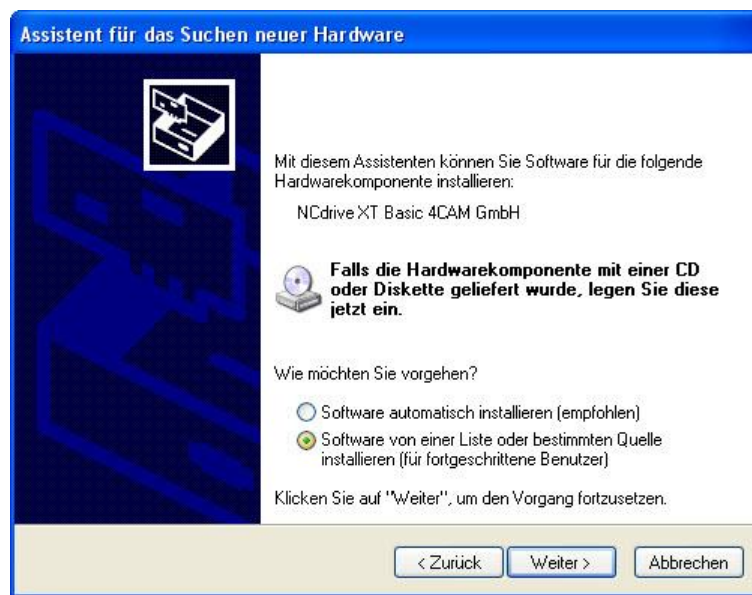 Assistent für das Suchen neuer Hardware
Mit diesem Assistenten können Sie Software für die folgende
Hardwarekomponente installieren:
NCdrive XT Basic 4CAM GmbH
Falls die Hardwarekomponente mit einer CD
oder Diskette geliefert wurde, legen Sie diese
jetzt ein.
Wie möchten Sie vorgehen?
Software automatisch installieren (empfohlen)
Software von einer Liste oder bestimmten Quelle
installieren (für fortgeschrittene Benutzer)
Klicken Sie auf "Weiter", um den Vorgang fortzusetzen.
< Zurück Weiter > Abbrechen